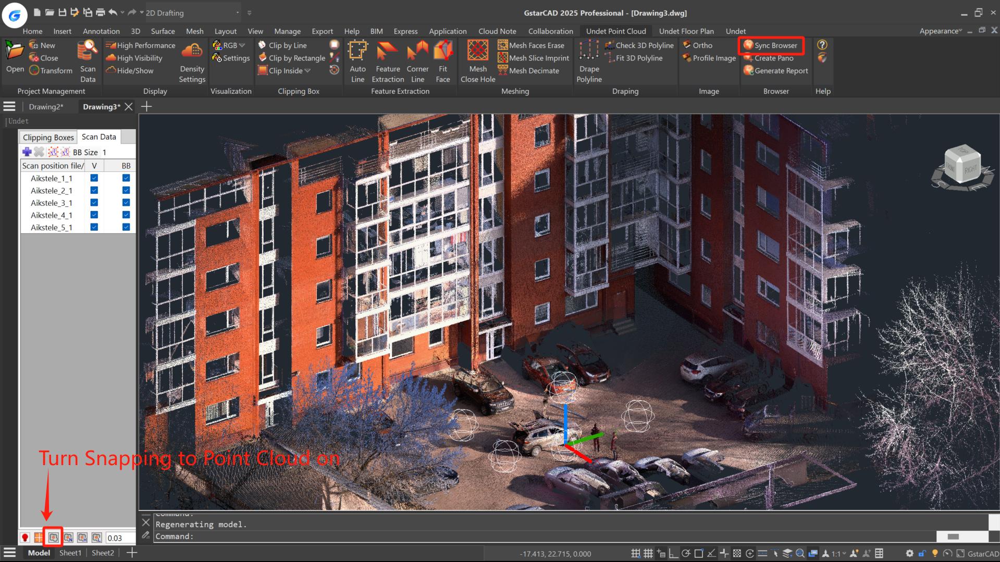 2D Drafting
GstarCAD 2025 Professional - [Drawing3.dwg]
Home Insert Annotation 3D Surface Mesh Layout View Manage Export Help BIM Express Application Cloud Note Collaboration Undet Point Cloud Undet Floor Plan Undet Appearance
Open
New
Close
Transform
Scan Data
Project Management
High Performance
High Visibility
Hide/Show
Density Settings
Display
RGB
Settings
Visualization
Clip by Line
Clip by Rectangle
Clip Inside
Clipping Box
Auto Line
Feature Extraction
Corner Line
Fit Face
Feature Extraction
Mesh Close Hole
Mesh Faces Erase
Mesh Slice Imprint
Mesh Decimate
Meshing
Drape Polyline
Check 3D Polyline
Fit 3D Polyline
Draping
Ortho
Profile Image
Image
Sync Browser
Create Pano
Generate Report
Browser
Help
Drawing2* Drawing3*
Undet
Clipping Boxes Scan Data
BB Size 1
Scan position file/ V BB
Aikstele_1_1
Aikstele_2_1
Aikstele_3_1
Aikstele_4_1
Aikstele_5_1
TOP
FRONT RIGHT
S E
Turn Snapping to Point Cloud on
Command:
Regenerating model.
Command:
N H L 0.03
Model Sheet1 Sheet2
-17.413, 22.715, 0.000
1:1
GstarCAD